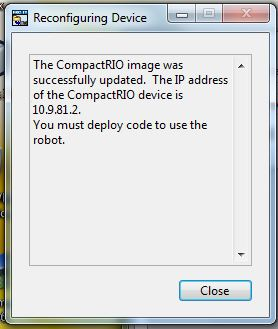 Reconfiguring Device
The CompactRIO image was
successfully updated.  The IP address
of the CompactRIO device is
10.9.81.2.
You must deploy code to use the
robot.
Close